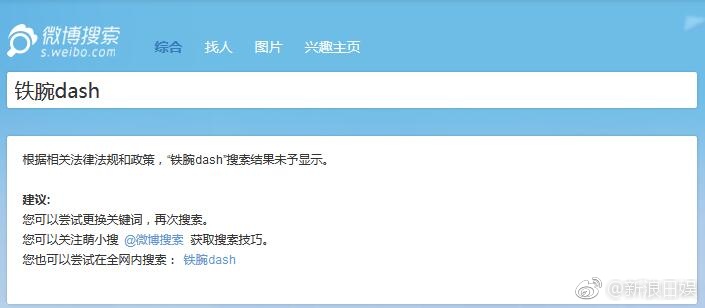 微博搜索
s.weibo.com
综合 找人 图片 兴趣主页
铁腕dash
根据相关法律法规和政策，“铁腕dash”搜索结果未予显示。
建议:
您可以尝试更换关键词，再次搜索。
您可以关注萌小搜 @微博搜索 获取搜索技巧。
您也可以尝试在全网内搜索： 铁腕dash
@新良日娱